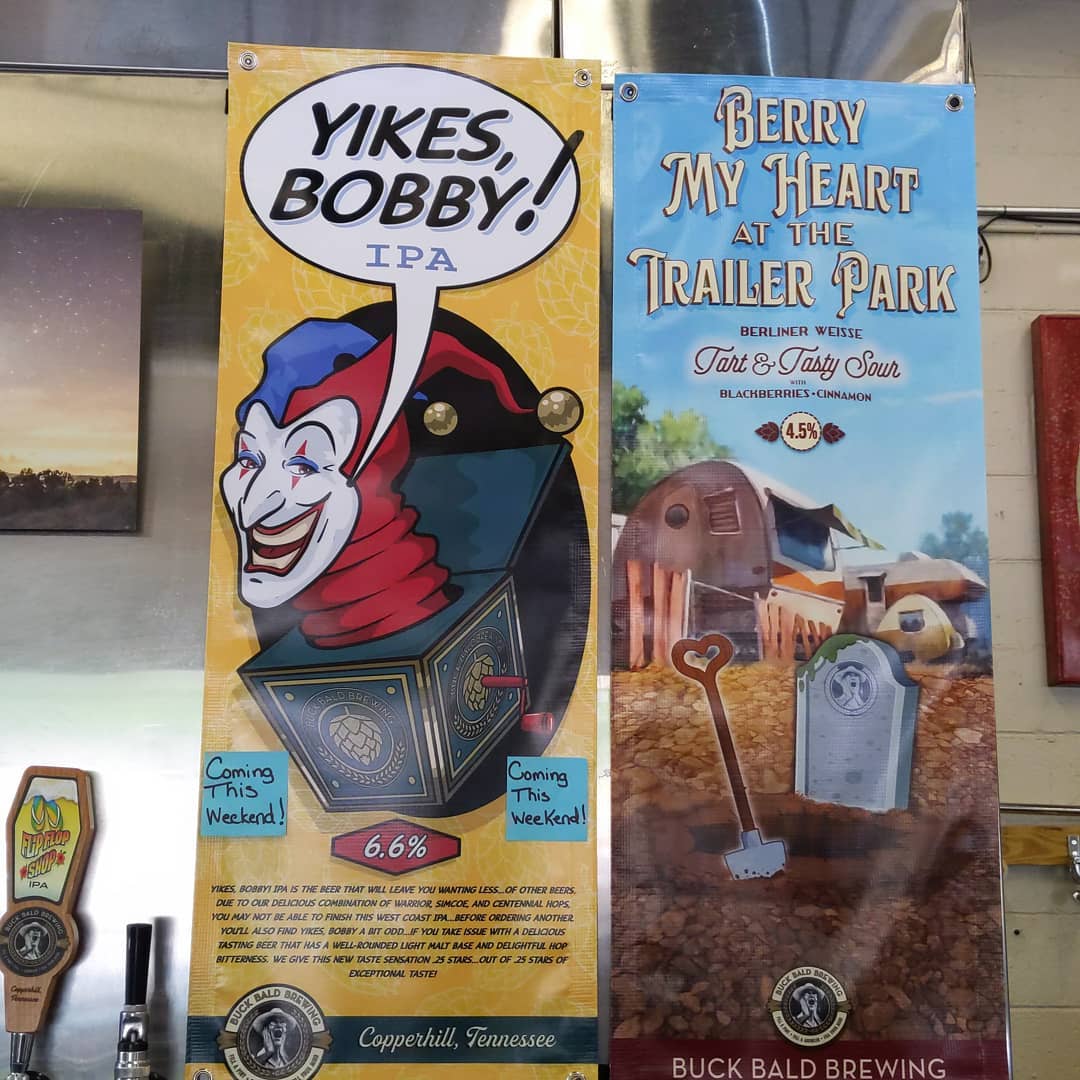 YIKES,
BOBBY!
IPA
BUCK BALD BREWING
Coming
This
Weekend!
Coming
This
Weekend!
6.6%
YIKES, BOBBY! IPA IS THE BEER THAT WILL LEAVE YOU WANTING LESS...OF OTHER BEERS.
DUE TO OUR DELICIOUS COMBINATION OF WARRIOR, SIMCOE, AND CENTENNIAL HOPS,
YOU MAY NOT BE ABLE TO FINISH THIS WEST COAST IPA...BEFORE ORDERING ANOTHER.
YOU'LL ALSO FIND YIKES, BOBBY A BIT ODD...IF YOU TAKE ISSUE WITH A DELICIOUS
TASTING BEER THAT HAS A WELL-ROUNDED LIGHT MALT BASE AND DELIGHTFUL HOP
BITTERNESS. WE GIVE THIS NEW TASTE SENSATION .25 STARS...OUT OF .25 STARS OF
EXCEPTIONAL TASTE!
BUCK BALD BREWING
Copperhill, Tennessee
BERRY
MY HEART
AT THE
TRAILER PARK
BERLINER WEISSE
Tart & Tasty Sour
WITH
BLACKBERRIES • CINNAMON
4.5%
BUCK BALD BREWING
BUCK BALD BREWING
FLIP FLOP
SHOP
IPA
BUCK BALD BREWING
Copperhill,
Tennessee